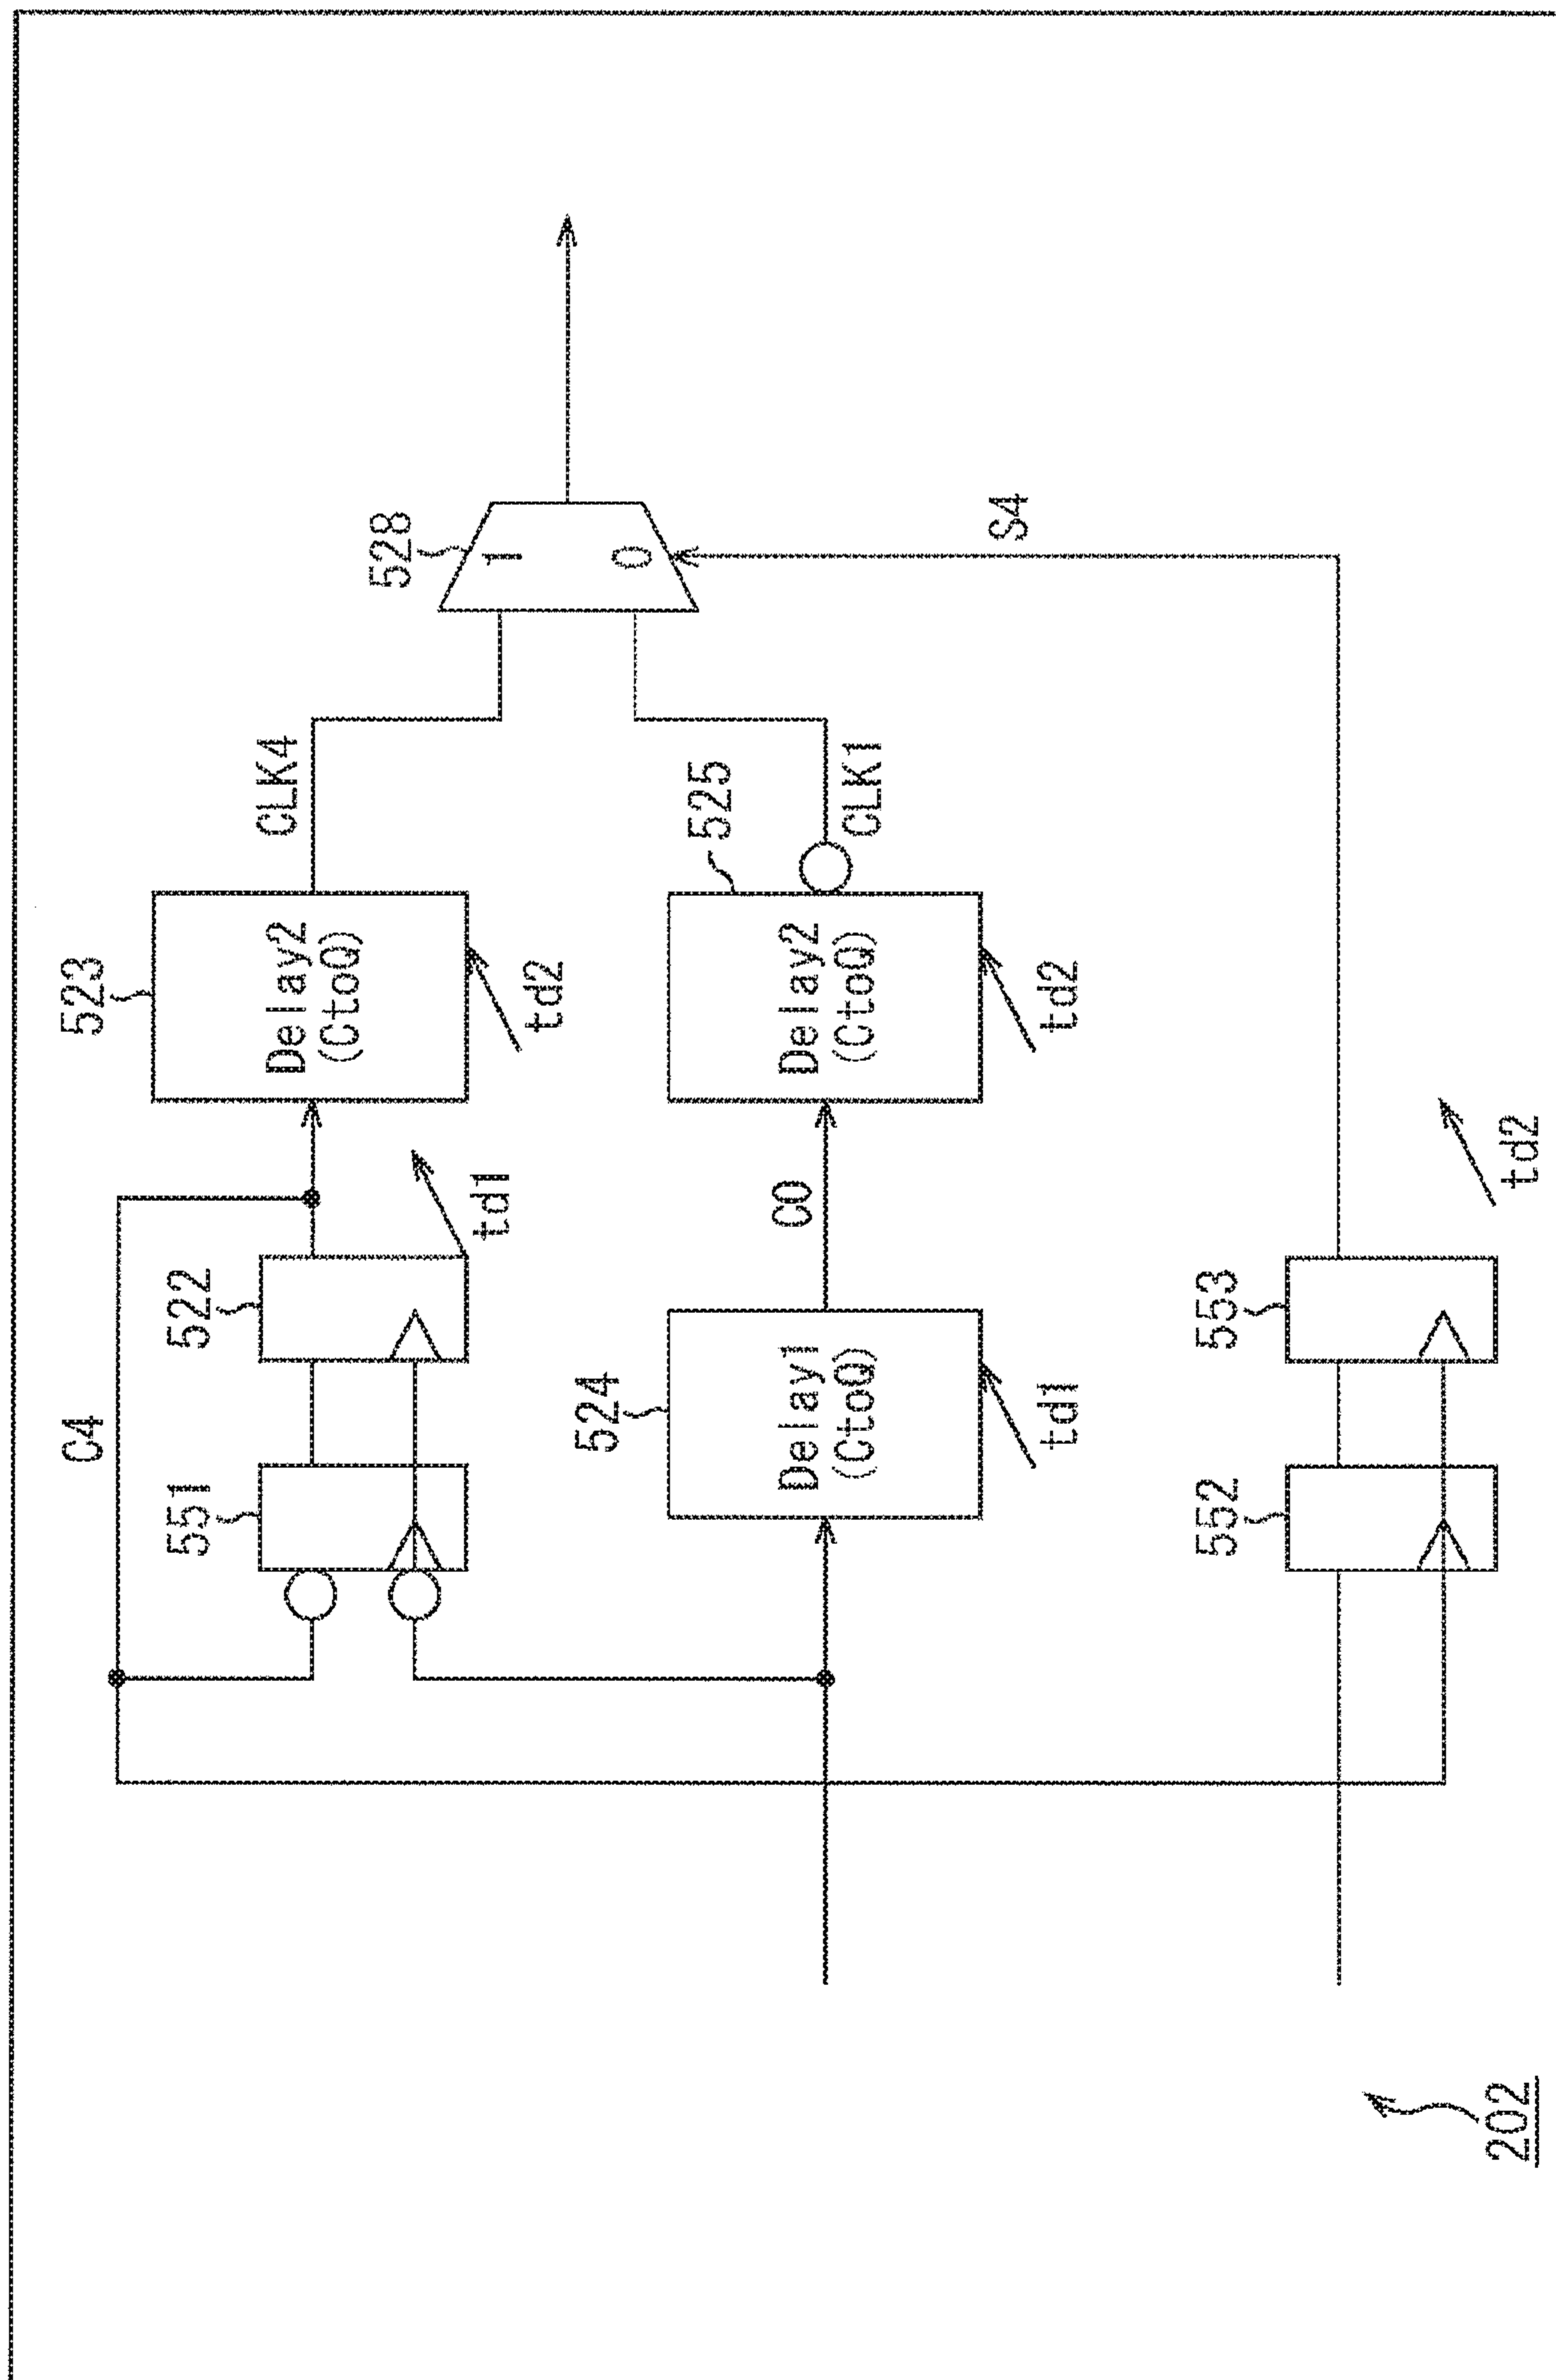 C4
523
551
522
CLK4
Delay2
(CtoQ)
528
td1
1
td2
524
0
525
C0
Delay1
(CtoQ)
Delay2
(CtoQ)
CLK1
S4
td1
td2
552
553
td2
202